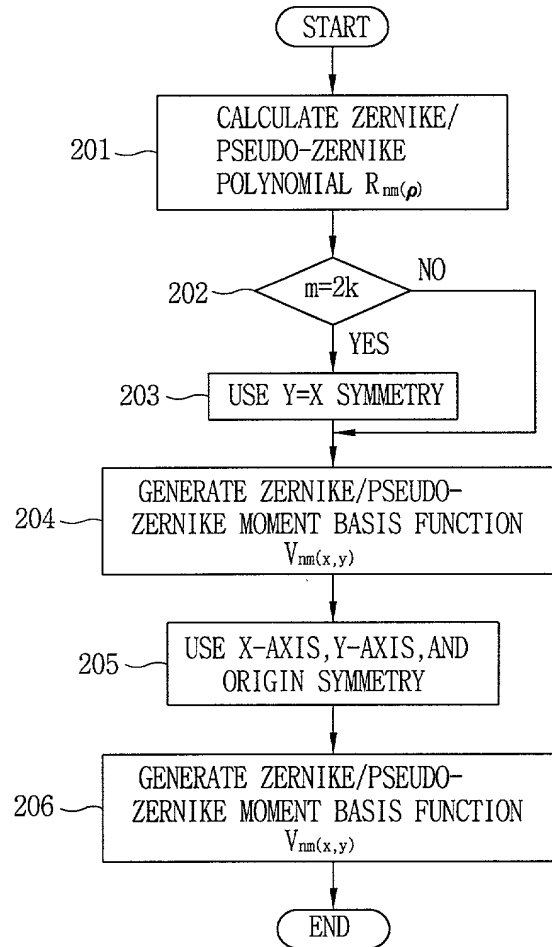 START
201
CALCULATE ZERNIKE/
PSEUDO-ZERNIKE
POLYNOMIAL Rnm(ρ)
202
m=2k
NO
YES
203
USE Y=X SYMMETRY
204
GENERATE ZERNIKE/PSEUDO-
ZERNIKE MOMENT BASIS FUNCTION
Vnm(x,y)
205
USE X-AXIS,Y-AXIS,AND
ORIGIN SYMMETRY
206
GENERATE ZERNIKE/PSEUDO-
ZERNIKE MOMENT BASIS FUNCTION
Vnm(x,y)
END